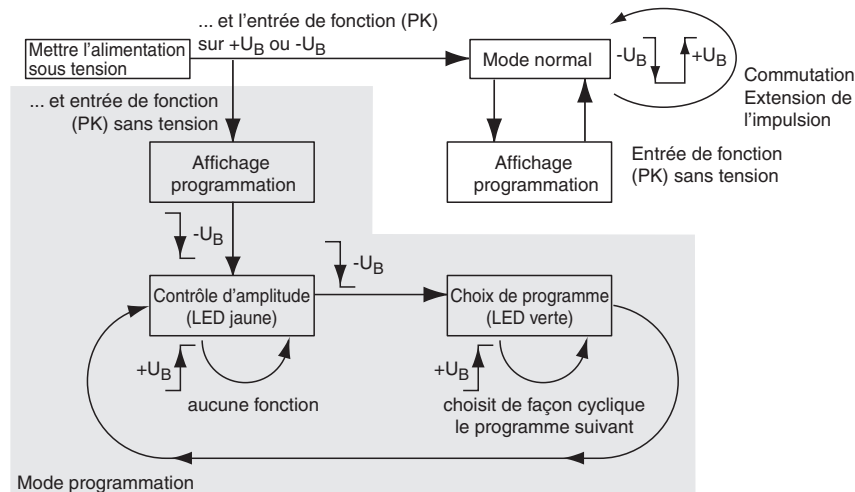 ... et l'entrée de fonction (PK)
sur +UB ou -UB
Mettre l'alimentation
sous tension
Mode normal
-UB
+UB
Commutation
Extension de
l'impulsion
... et entrée de fonction
(PK) sans tension
Affichage
programmation
Affichage
programmation
Entrée de fonction
(PK) sans tension
-UB
-UB
Contrôle d'amplitude
(LED jaune)
Choix de programme
(LED verte)
+UB
aucune fonction
+UB
choisit de façon cyclique
le programme suivant
Mode programmation